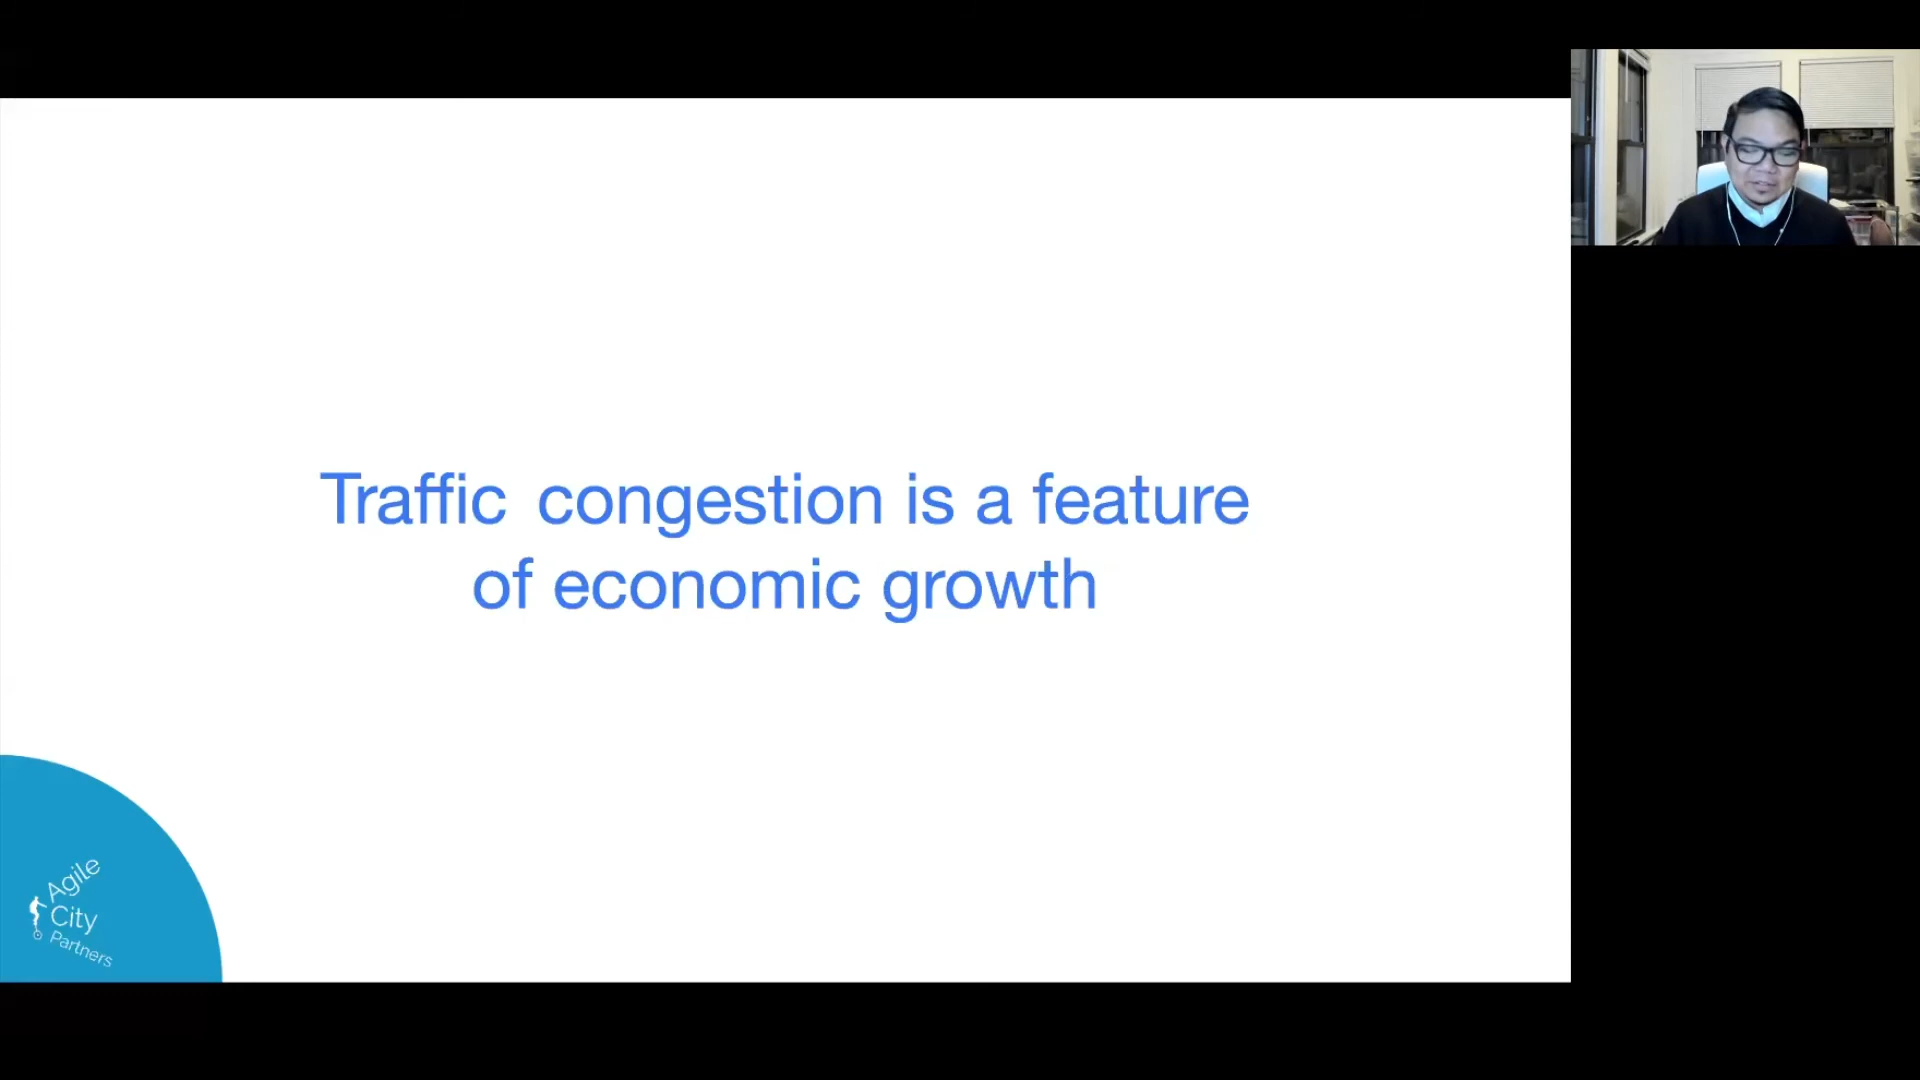 Traffic congestion is a feature
of economic growth
Agile
City
Partners